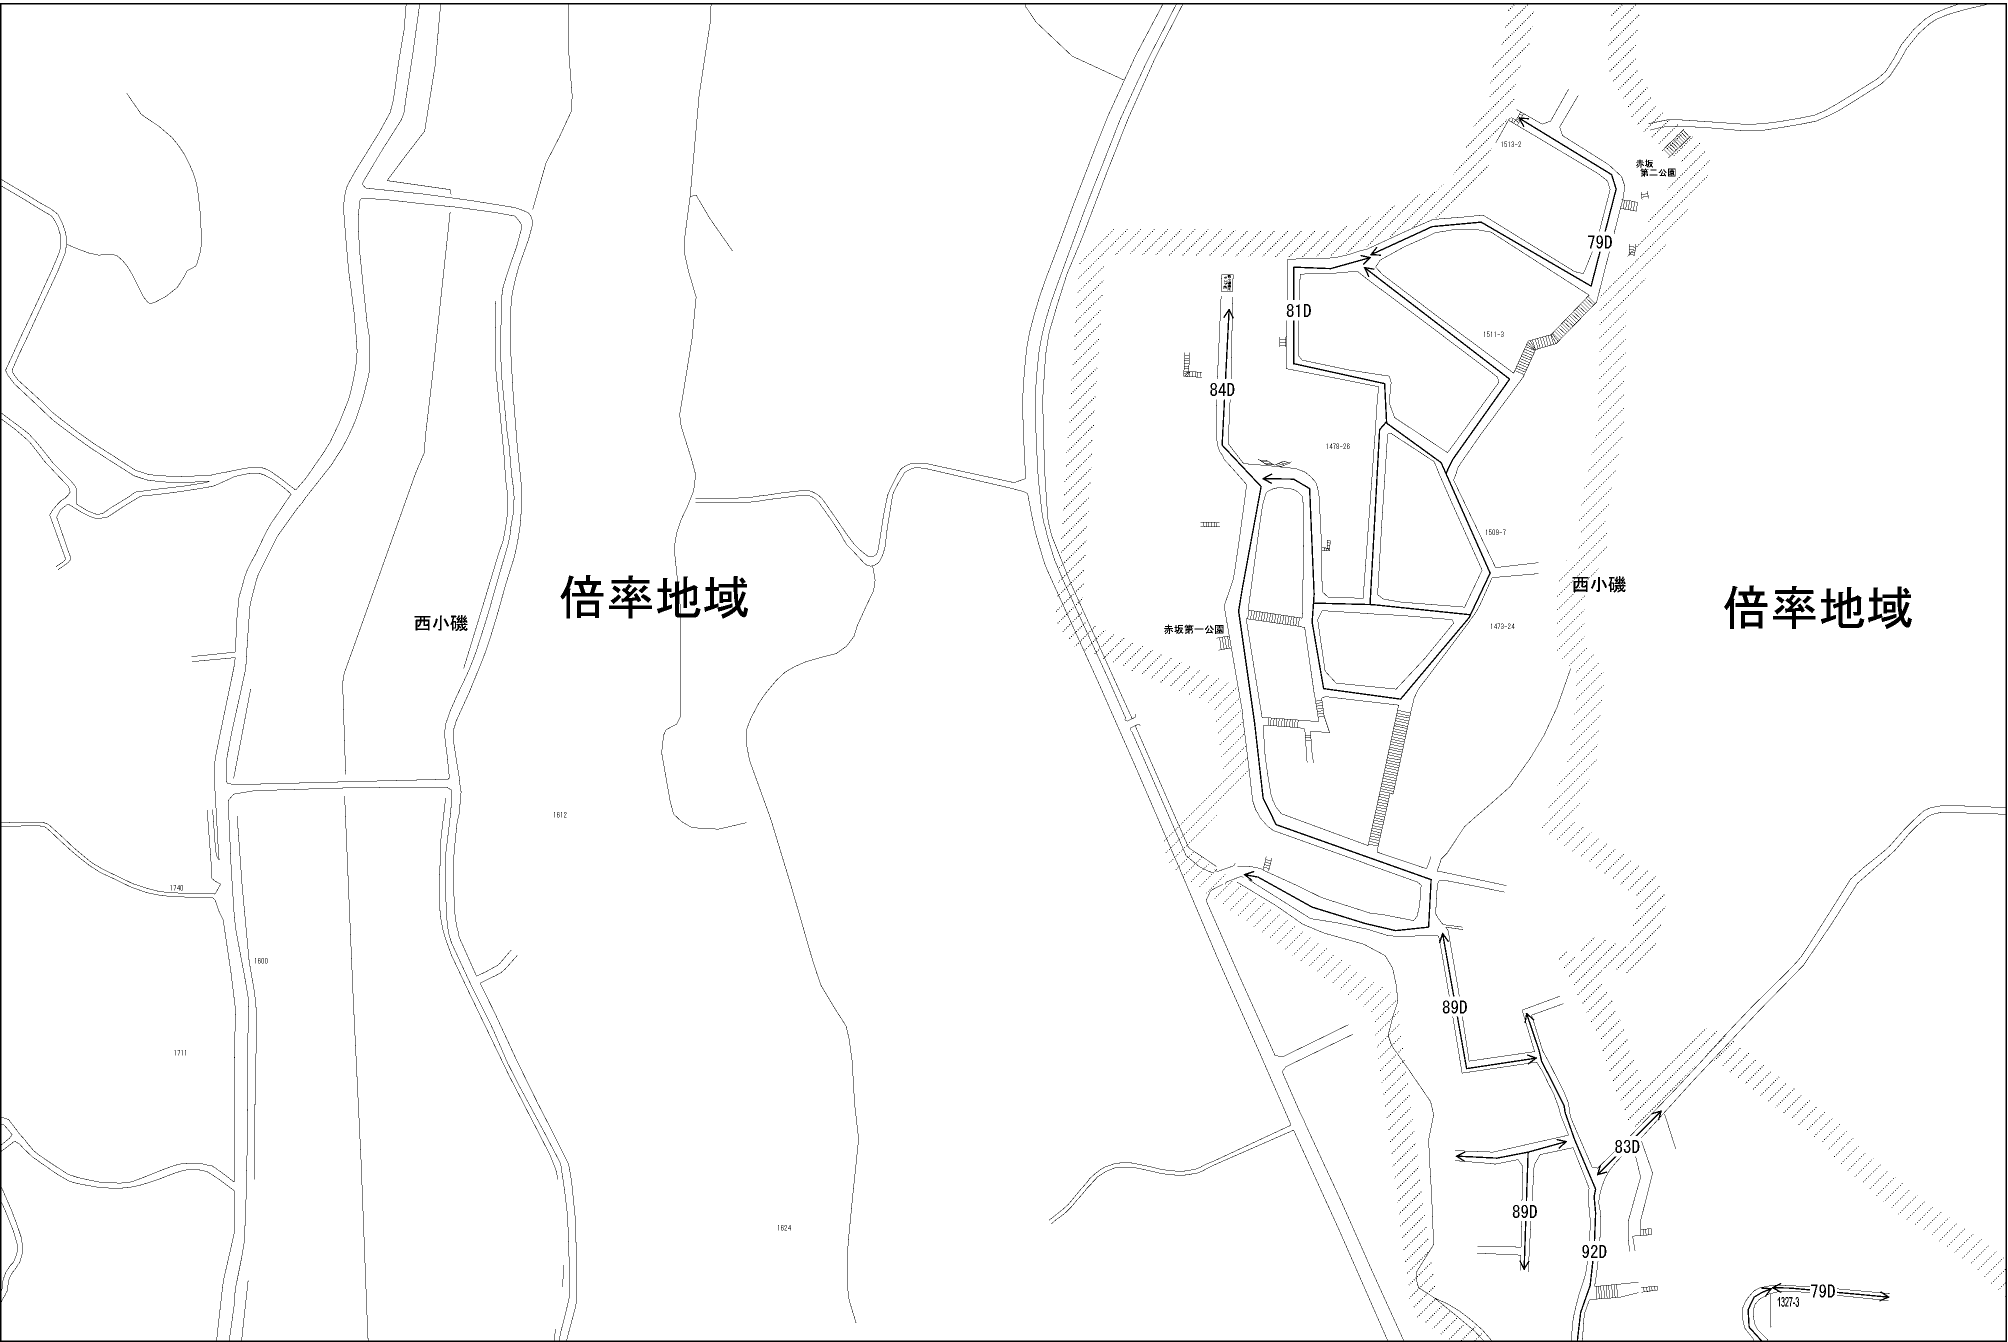 1513-2
赤坂
第二公園
79D
81D
1511-3
84D
1478-26
1509-7
西小磯
倍率地域
倍率地域
西小磯
赤坂第一公園
1473-24
1612
1740
1600
89D
1711
83D
89D
1624
92D
79D
1327-3